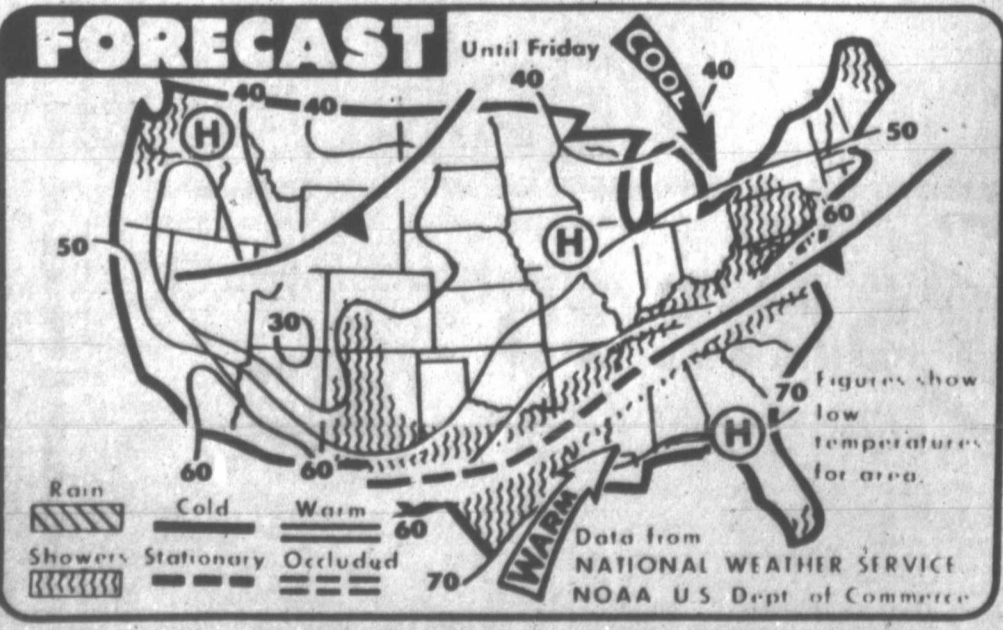 FORECAST Until Friday
COOL
40
40
40
40
H
50
50
60
H
30
70
H
60
60
60
70
WARM
Figures show
low
temperatures
for area.
Rain
Cold
Warm
Showers
Stationary
Occluded
Data from
NATIONAL WEATHER SERVICE
NOAA U.S. Dept of Commerce